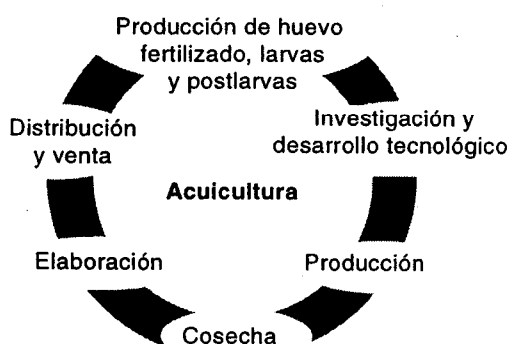 Producción de huevo
fertilizado, larvas
y postlarvas
Investigación y
desarrollo tecnológico
Distribución
y venta
Acuicultura
Elaboración
Producción
Cosecha